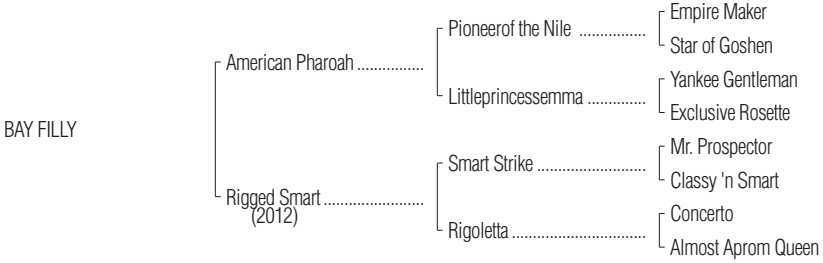 Empire Maker
Pioneerof the Nile ................
Star of Goshen
American Pharoah ................
Yankee Gentleman
Littleprincessemma ..............
Exclusive Rosette
BAY FILLY
Mr. Prospector
Smart Strike ..........................
Classy 'n Smart
Rigged Smart ........................
(2012)
Concerto
Rigoletta ................................
Almost Aprom Queen